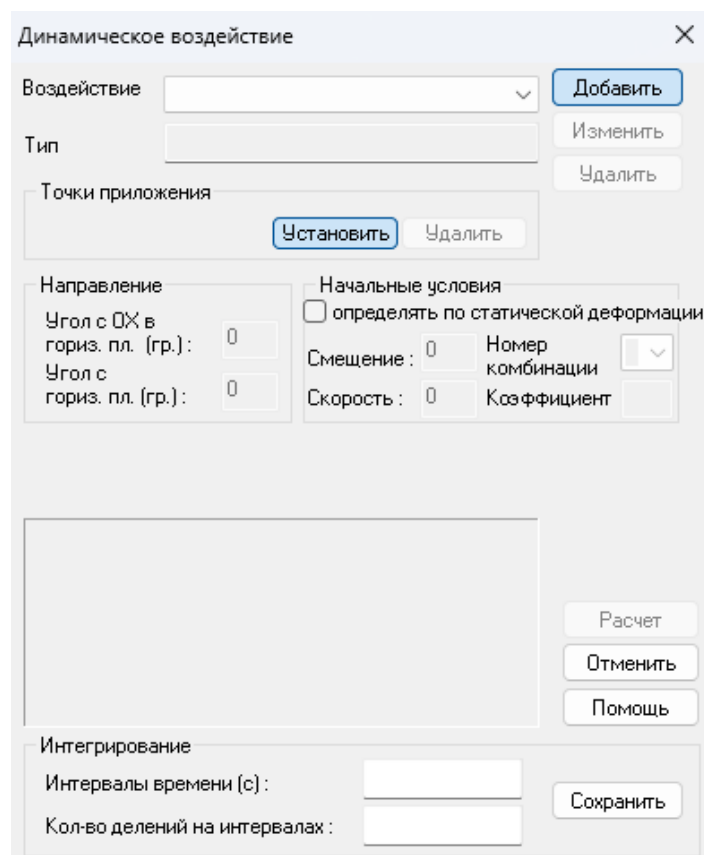 Динамическое воздействие
Воздействие
Добавить
Тип
Изменить
Удалить
Точки приложения
Установить Удалить
Направление
Угол с OX в
гориз. пл. (гр.) : 0
Угол с
гориз. пл. (гр.) : 0
Начальные условия
определять по статической деформации
Смещение : 0
Номер
комбинации
Скорость : 0
Коэффициент
Расчет
Отменить
Помощь
Интегрирование
Интервалы времени (с) :
Кол-во делений на интервалах :
Сохранить